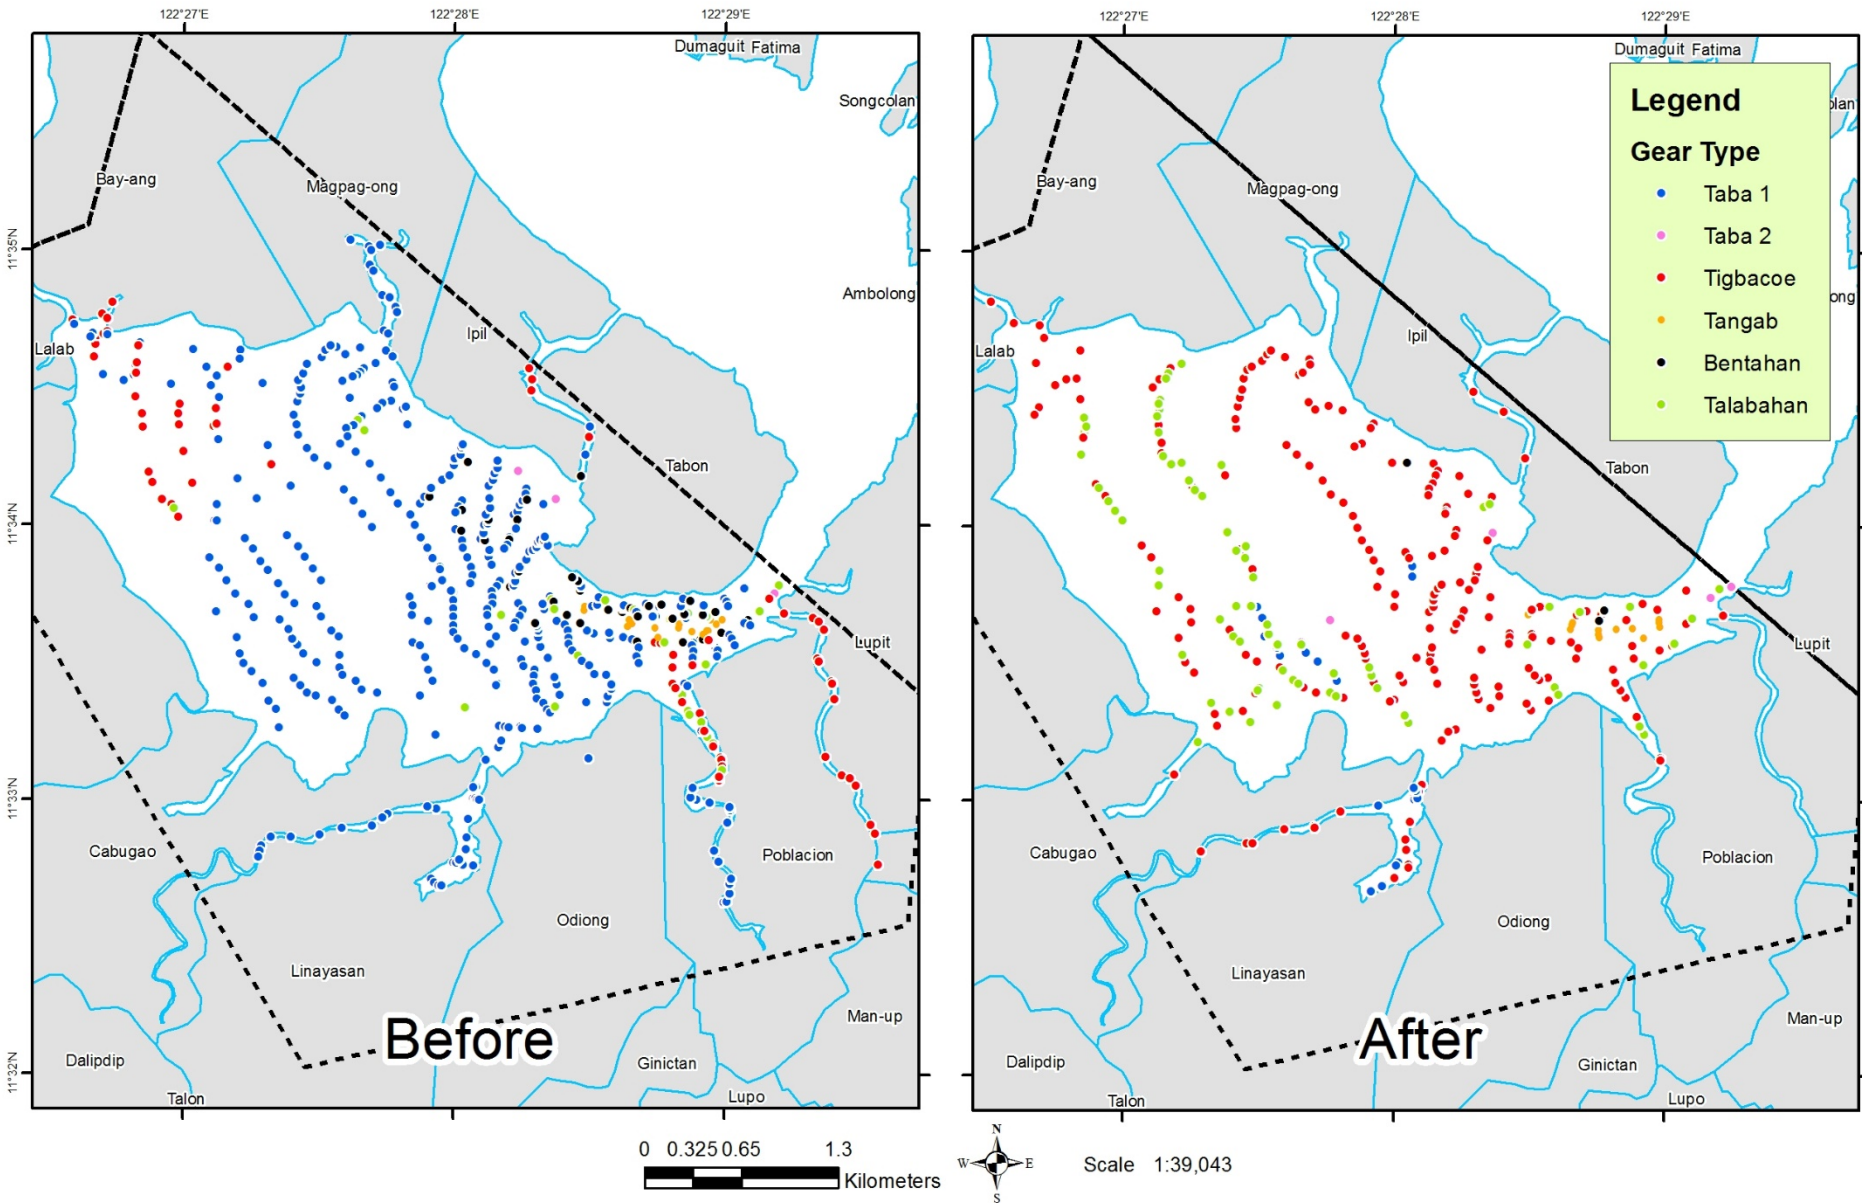 122°27'E
122°28'E
122°29'E
11°35'N
11°34'N
11°33'N
11°32'N
Dumaguit Fatima
Songcolan
Bay-ang
Magpag-ong
Ambolong
Ipil
Lalab
Tabon
Lupit
Cabugao
Poblacion
Odiong
Linayasan
Man-up
Before
Dalipdip
Ginictan
Talon
Lupo
122°27'E
122°28'E
122°29'E
Dumaguit Fatima
Legend
Gear Type
Taba 1
Taba 2
Tigbacoe
Tangab
Bentahan
Talabahan
lan
ong
Bay-ang
Magpag-ong
Ipil
Lalab
Tabon
Lupit
Cabugao
Poblacion
Odiong
Linayasan
Man-up
After
Dalipdip
Ginictan
Talon
Lupo
0 0.325 0.65 1.3
Kilometers
N
W E
S
Scale 1:39,043